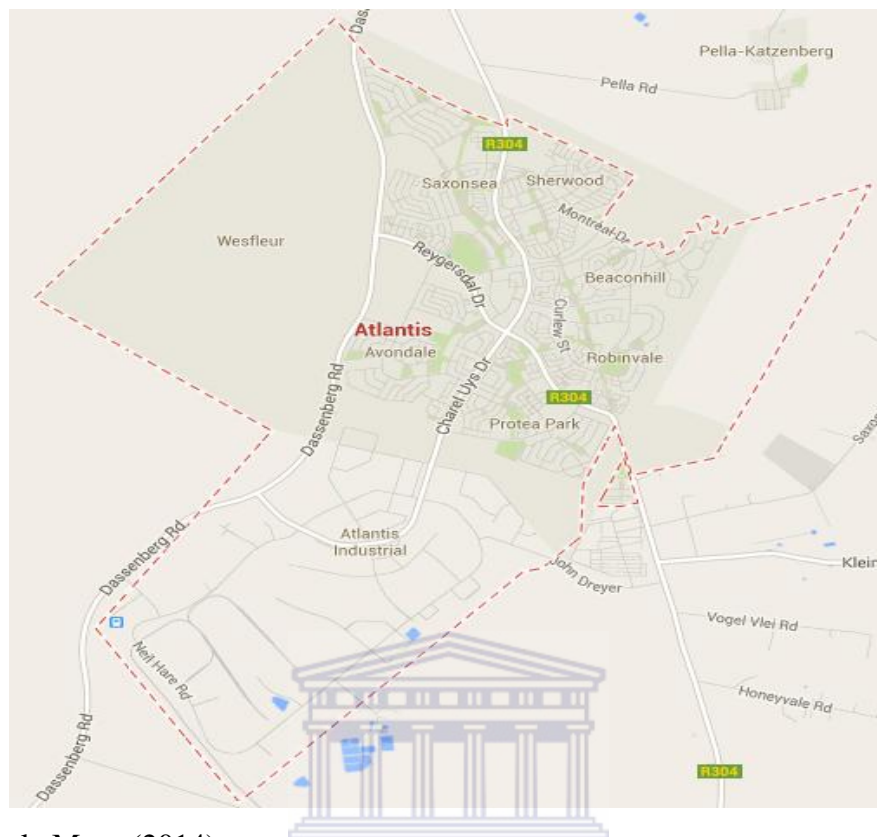 Pella-Katzenberg
Pella Rd
R304
Saxonsea
Sherwood
Montreal Dr
Wesfleur
Reygersdal Dr
Beaconhill
Curlew St
Atlantis
Avondale
Robinvale
Charel Uys Dr
Dassenberg Rd
R304
Protea Park
Atlantis
Industrial
Dassenberg Rd
John Dreyer
Klein
Vogel Vlei Rd
Neil Hare Rd
Honeyvale Rd
Dassenberg Rd
R304
(2014)